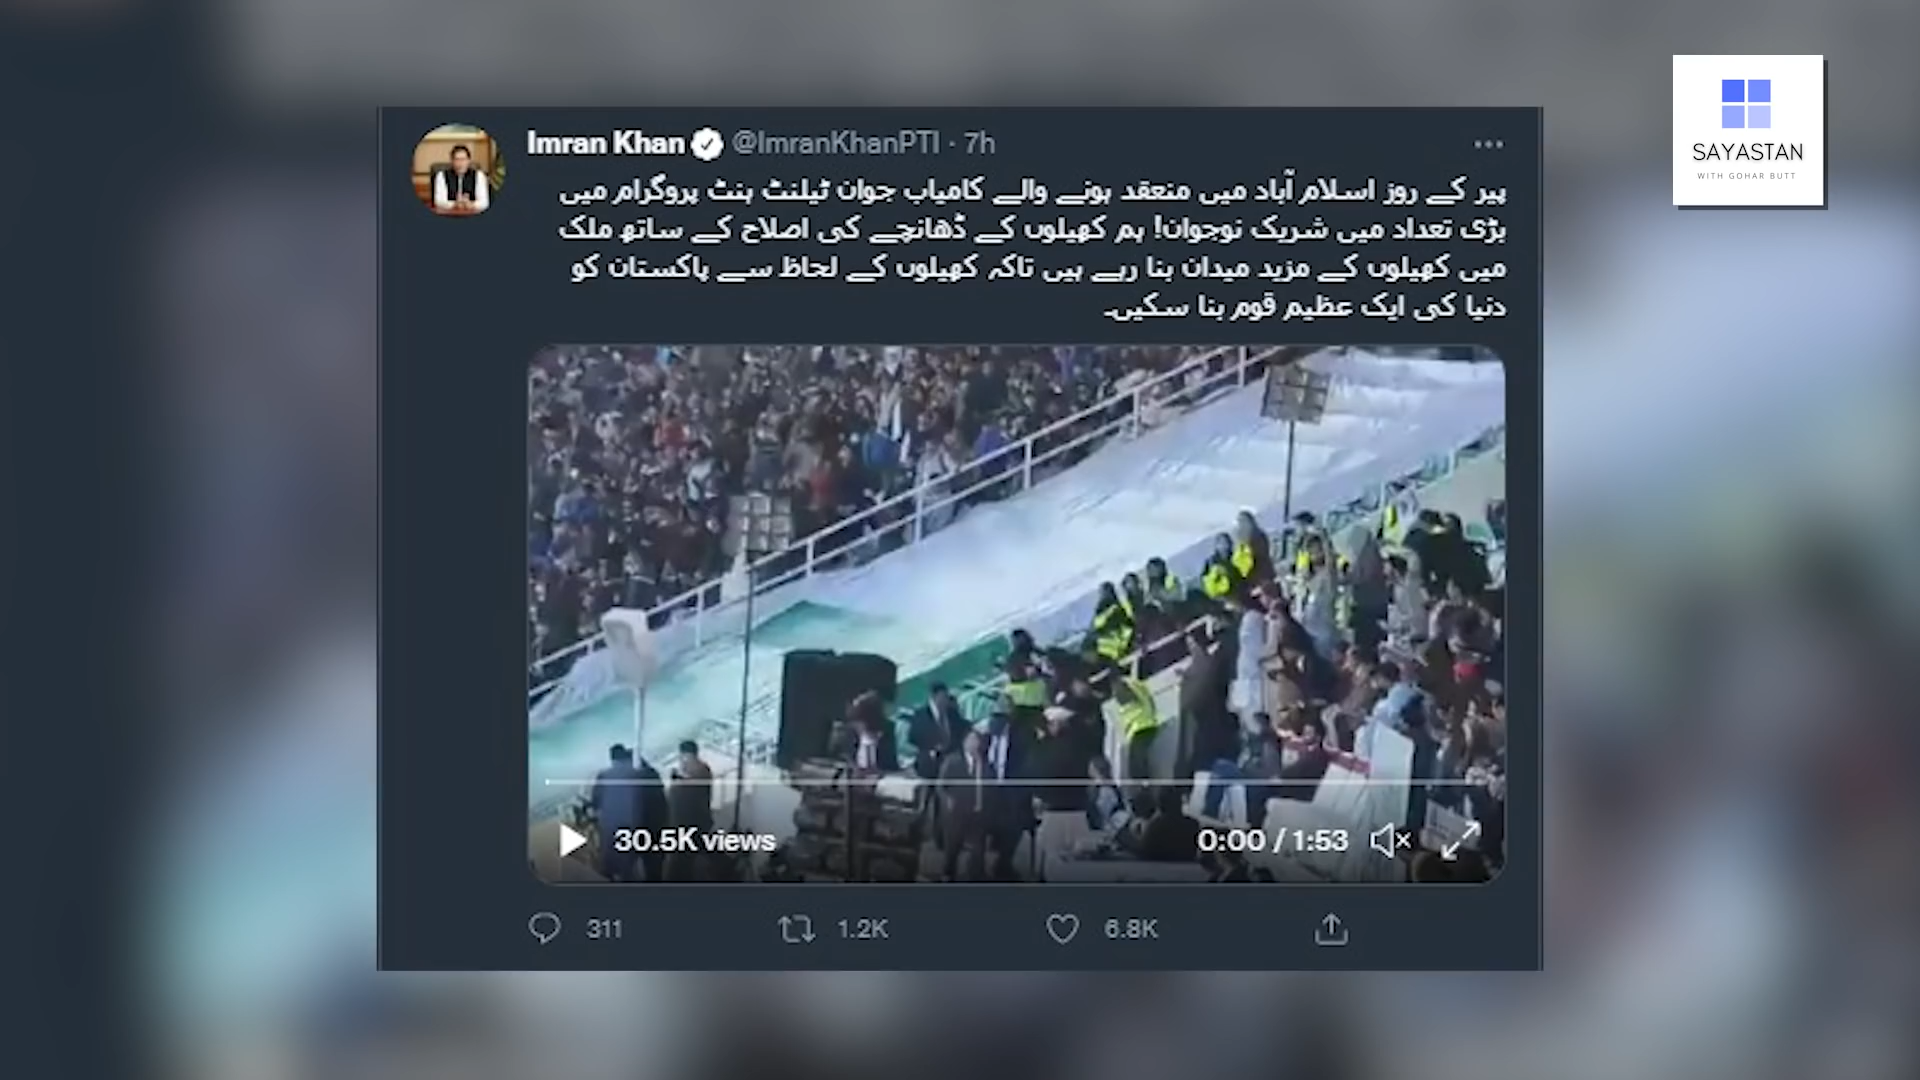 Imran Khan @ImranKhanPTI · 7h
پیر کے روز اسلام آباد میں منعقد ہونے والے کامیاب جوان ٹیلنٹ ہنٹ پروگرام میں
بڑی تعداد میں شریک نوجوان! ہم کھیلوں کے ڈھانچے کی اصلاح کے ساتھ ملک
میں کھیلوں کے مزید میدان بنا رہے ہیں تاکہ کھیلوں کے لحاظ سے پاکستان کو
دنیا کی ایک عظیم قوم بنا سکیں۔
30.5K views
0:00 / 1:53
311
1.2K
6.8K
SAYASTAN
WITH GOHAR BUTT